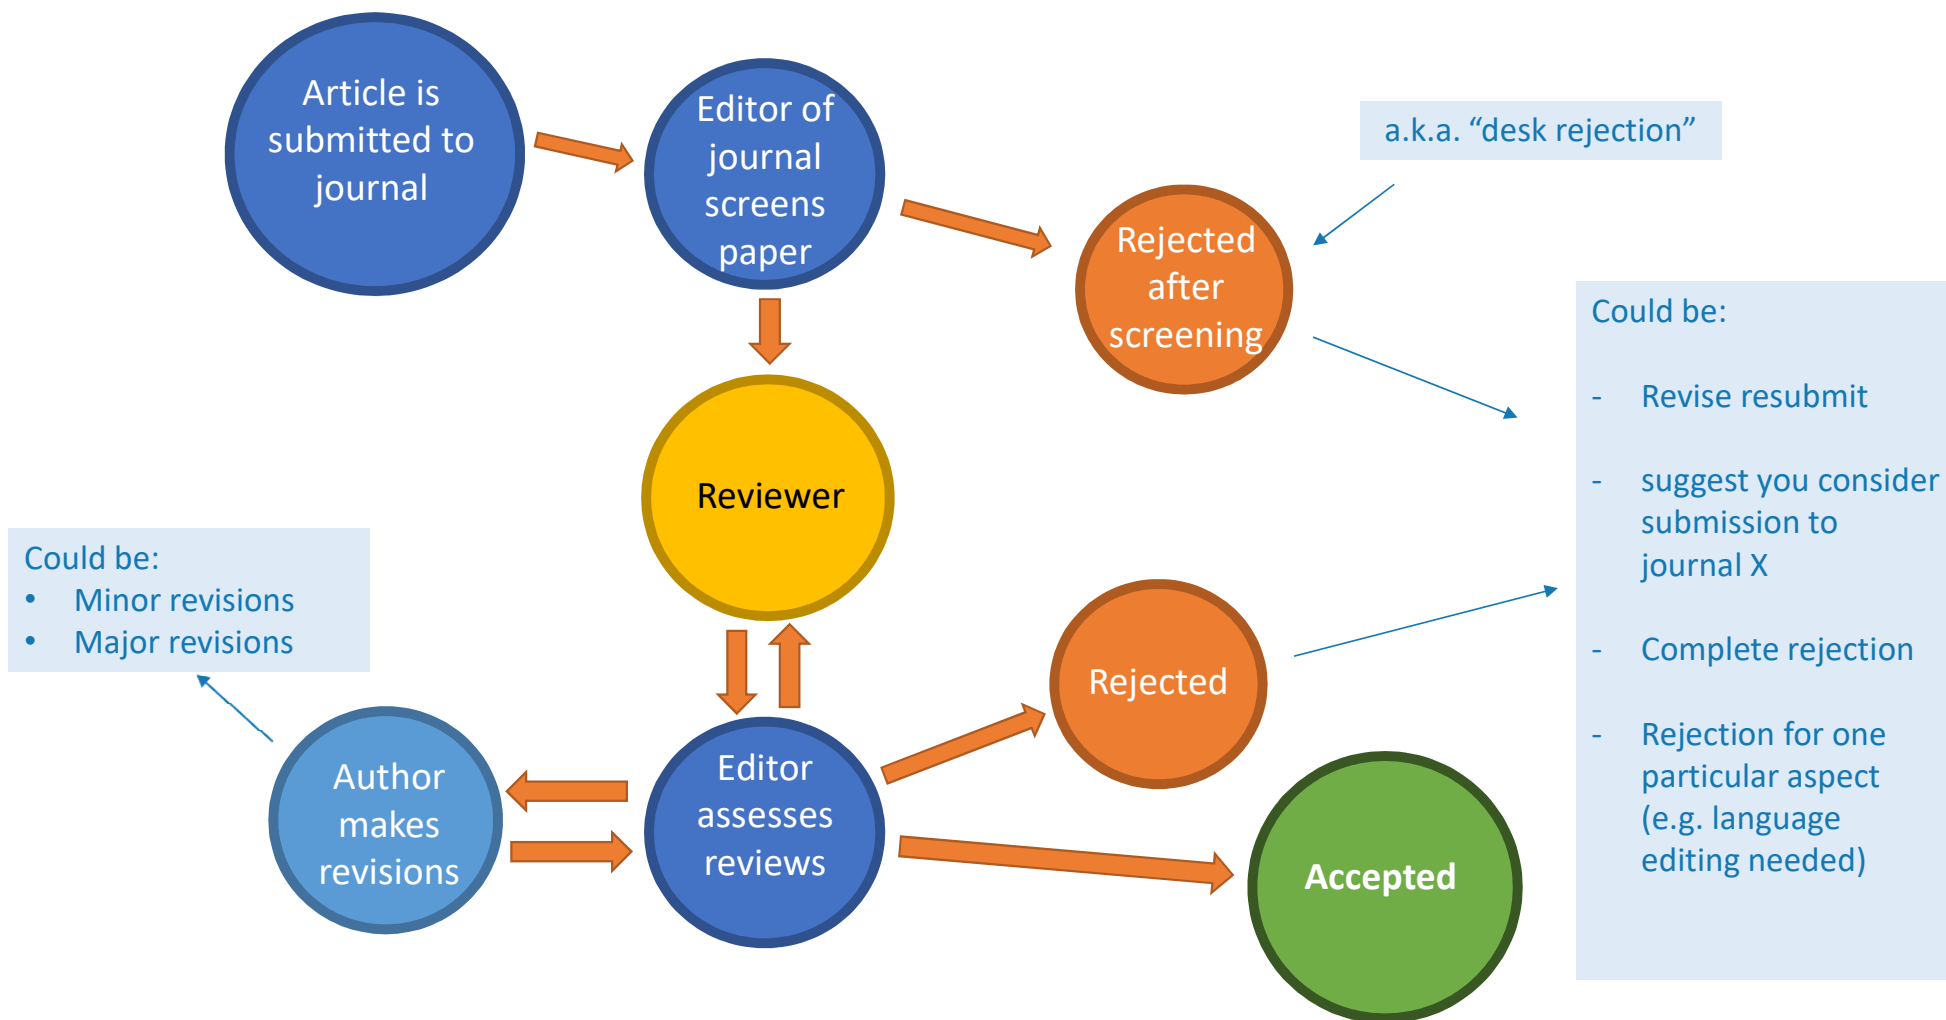 Article is
submitted to
journal
Editor of
journal
screens
paper
a.k.a. “desk rejection”
Rejected
after
screening
Could be:
- Revise resubmit
- suggest you consider
submission to
journal X
- Complete rejection
- Rejection for one
particular aspect
(e.g. language
editing needed)
Reviewer
Could be:
• Minor revisions
• Major revisions
Rejected
Author
makes
revisions
Editor
assesses
reviews
Accepted